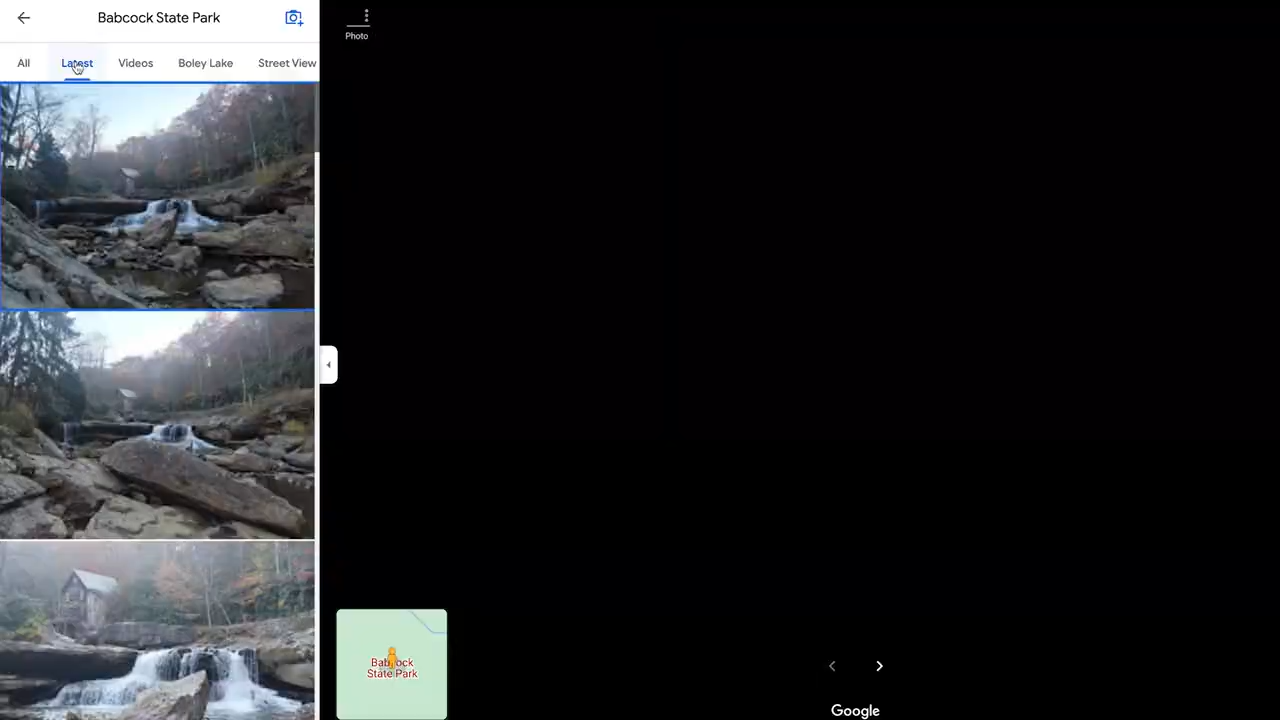 Babcock State Park
All
Latest
Videos
Boley Lake
Street View
Photo
Babcock
State Park
Google